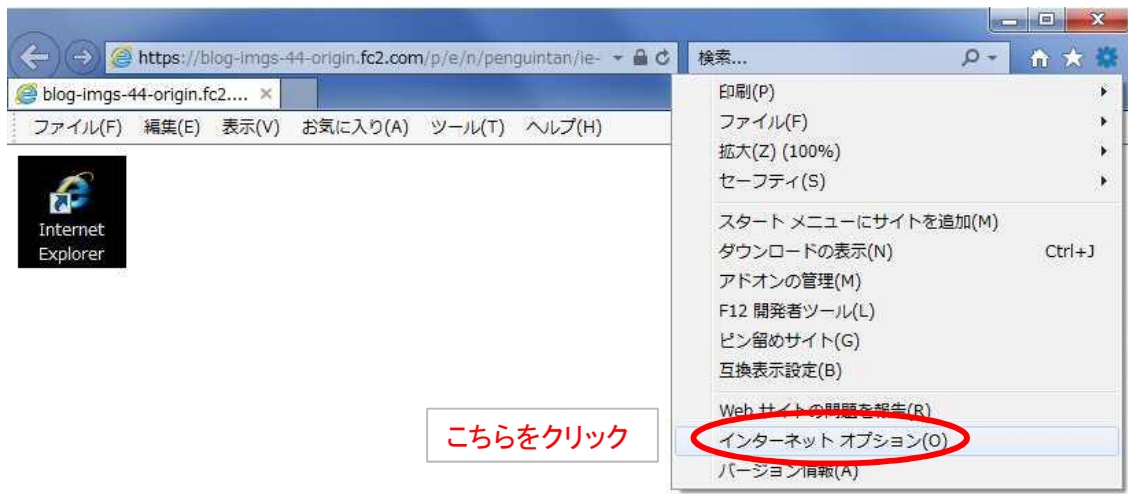 https://blog-imgs-44-origin.fc2.com/p/e/n/penguintan/ie-
検索...
blog-imgs-44-origin.fc2....
ファイル(F) 編集(E) 表示(V) お気に入り(A) ツール(T) ヘルプ(H)
Internet
Explorer
印刷(P)
ファイル(F)
拡大(Z) (100%)
セーフティ(S)
スタート メニューにサイトを追加(M)
ダウンロードの表示(N) Ctrl+J
アドオンの管理(M)
F12 開発者ツール(L)
ピン留めサイト(G)
互換表示設定(B)
Web サイトの問題を報告(R)
こちらをクリック
インターネット オプション(O)
バージョン情報(A)